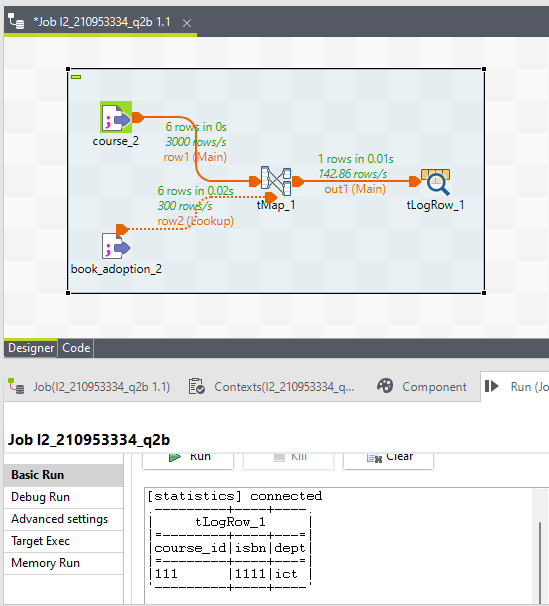 *Job l2_210953334_q2b 1.1
course_2
6 rows in 0s
3000 rows/s
row1 (Main)
6 rows in 0.02s
300 rows/s
row2 (Lookup)
book_adoption_2
tMap_1
1 rows in 0.01s
142.86 rows/s
out1 (Main)
tLogRow_1
Designer Code
Job(l2_210953334_q2b 1.1) Contexts(l2_210953334_q... Component Run (Jo
Job l2_210953334_q2b
Basic Run
Debug Run
Advanced settings
Target Exec
Memory Run
Run Kill Clear
[statistics] connected
.---------+----+----.
|     tLogRow_1     |
|=--------+----+---=|
|course_id|isbn|dept|
|=--------+----+---=|
|111      |1111|ict |
'---------+----+----'